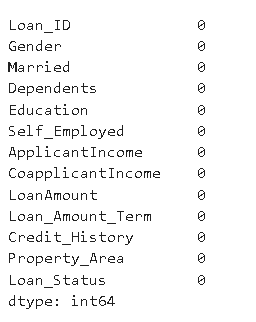 Loan_ID 0
Gender 0
Married 0
Dependents 0
Education 0
Self_Employed 0
ApplicantIncome 0
CoapplicantIncome 0
LoanAmount 0
Loan_Amount_Term 0
Credit_History 0
Property_Area 0
Loan_Status 0
dtype: int64